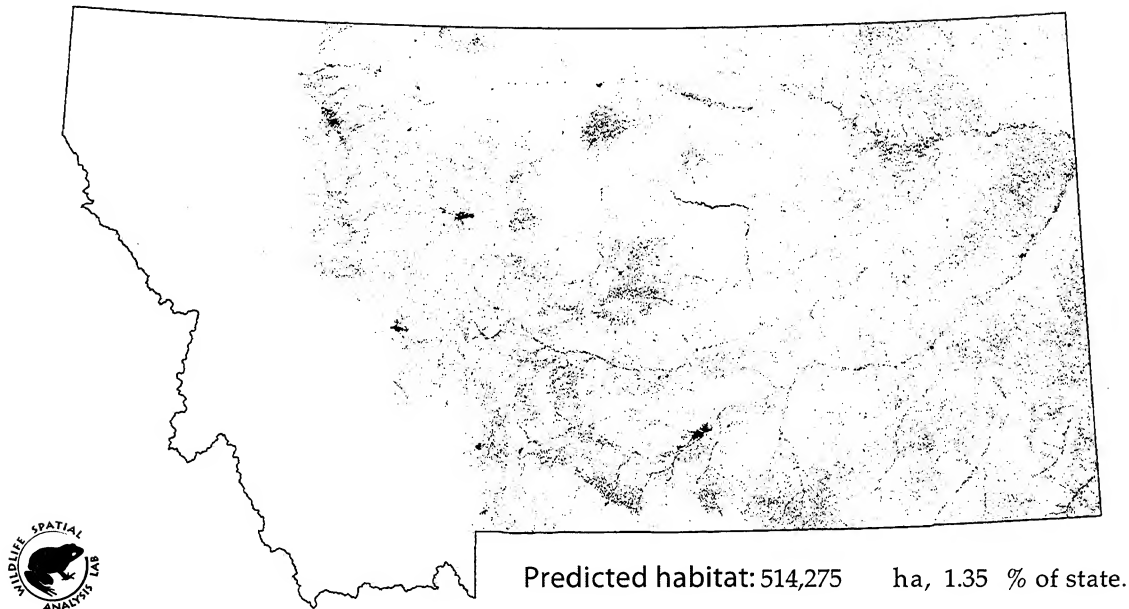 WILDLIFE SPATIAL ANALYSIS LAB
Predicted habitat: 514,275 ha, 1.35 % of state.